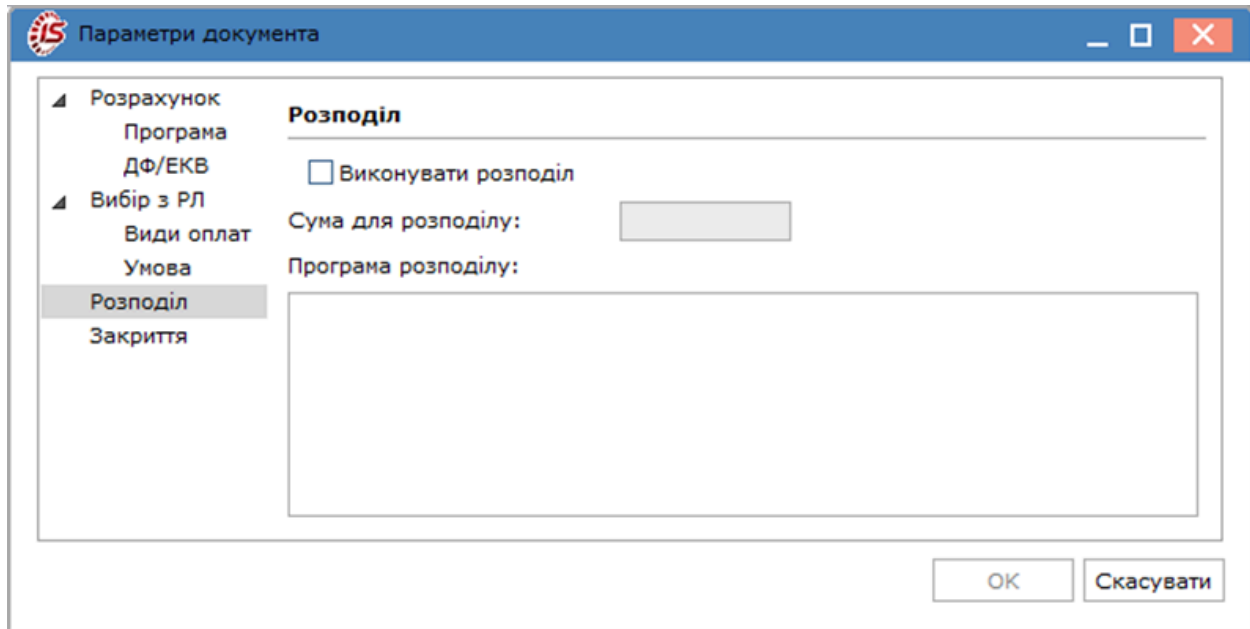 IS
Параметри документа
Розрахунок
Програма
ДФ/ЕКВ
Вибір з РЛ
Види оплат
Умова
Розподіл
Закриття
Розподіл
Виконувати розподіл
Сума для розподілу:
Програма розподілу:
OK
Скасувати